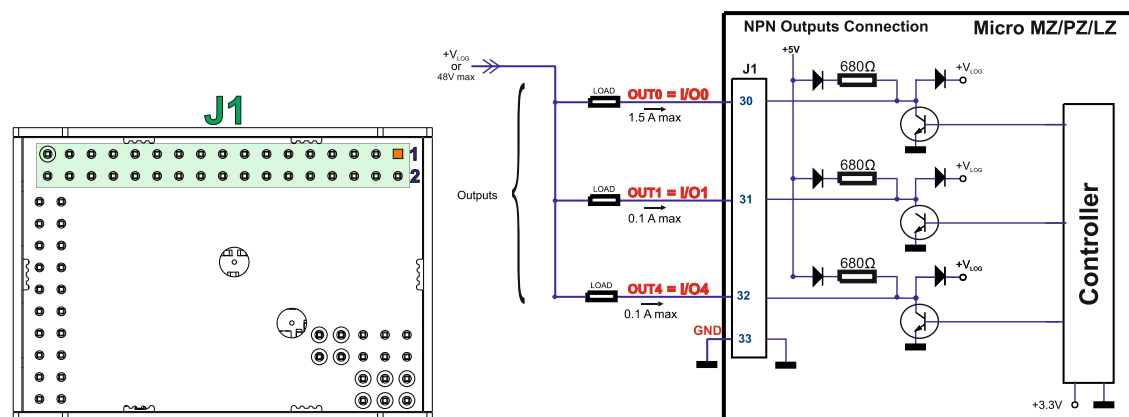 J1
1
2
NPN Outputs Connection
Micro MZ/PZ/LZ
+VLOG
or
48V max
Outputs
LOAD
OUT0 = I/O0
1.5 A max
LOAD
OUT1 = I/O1
0.1 A max
LOAD
OUT4 = I/O4
0.1 A max
GND
J1
30
31
32
33
+5V
680Ω
+VLOG
680Ω
+VLOG
680Ω
+VLOG
Controller
+3.3V